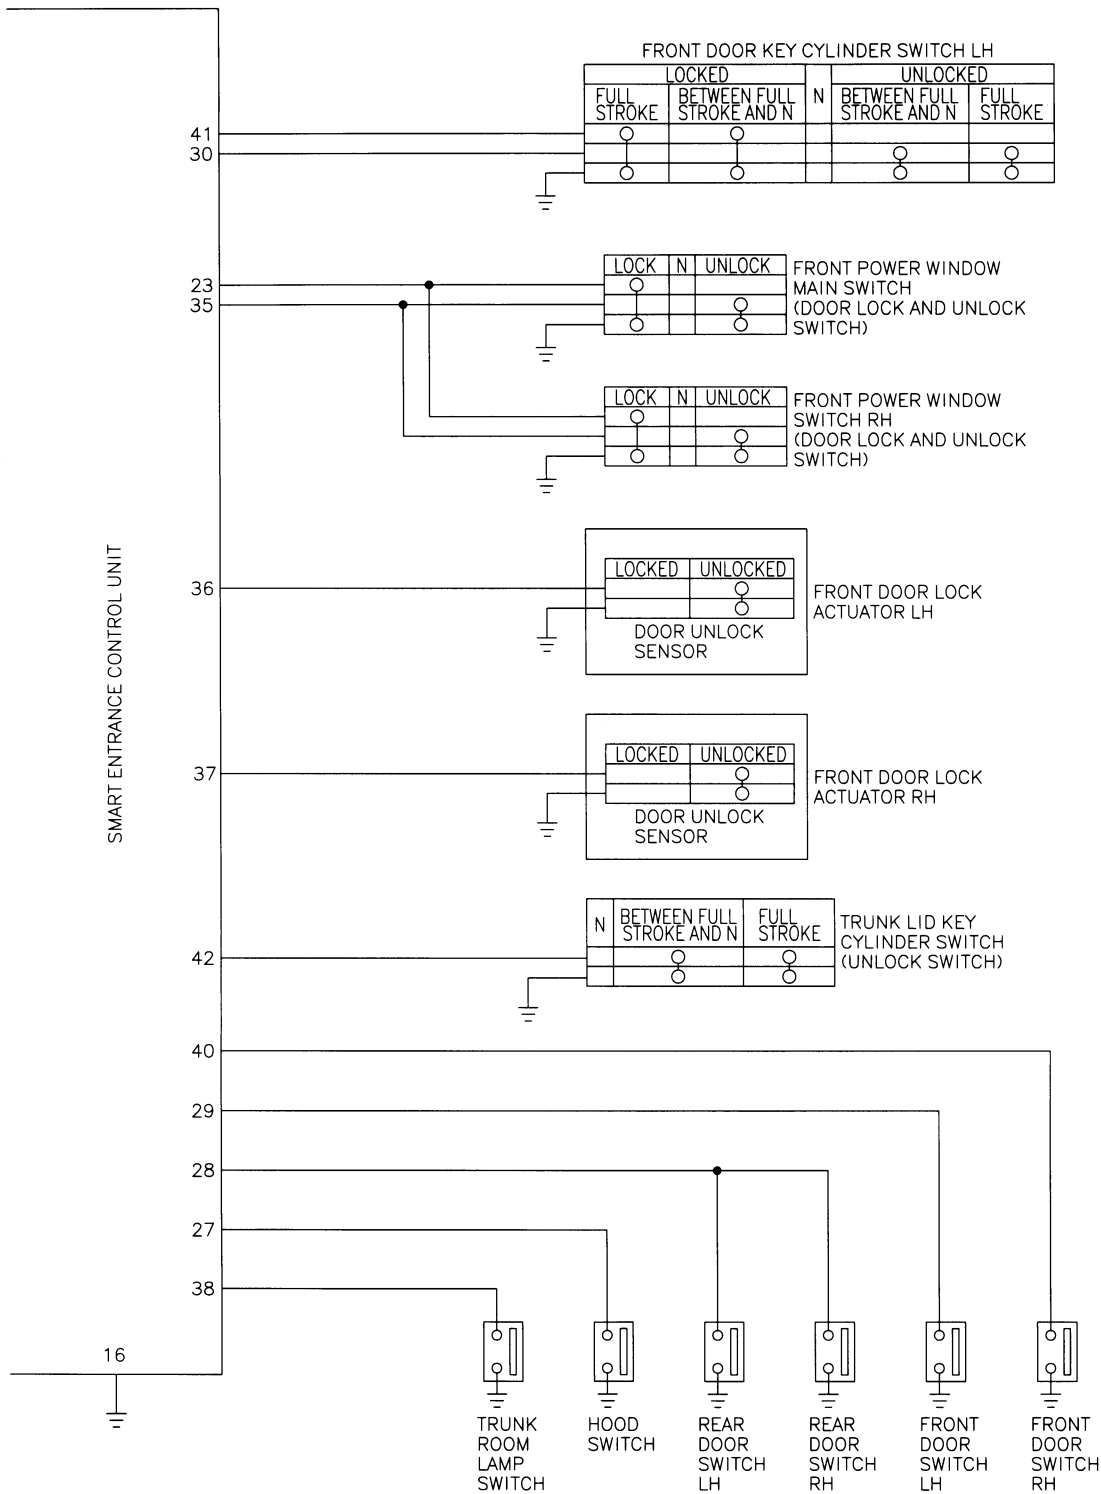 FRONT DOOR KEY CYLINDER SWITCH LH
LOCKED
UNLOCKED
FULL
STROKE
BETWEEN FULL
STROKE AND N
N
BETWEEN FULL
STROKE AND N
FULL
STROKE
41
30
LOCK N UNLOCK
FRONT POWER WINDOW
MAIN SWITCH
(DOOR LOCK AND UNLOCK
SWITCH)
23
35
LOCK N UNLOCK
FRONT POWER WINDOW
SWITCH RH
(DOOR LOCK AND UNLOCK
SWITCH)
SMART ENTRANCE CONTROL UNIT
36
LOCKED UNLOCKED
DOOR UNLOCK
SENSOR
FRONT DOOR LOCK
ACTUATOR LH
37
LOCKED UNLOCKED
DOOR UNLOCK
SENSOR
FRONT DOOR LOCK
ACTUATOR RH
N
BETWEEN FULL
STROKE AND N
FULL
STROKE
TRUNK LID KEY
CYLINDER SWITCH
(UNLOCK SWITCH)
42
40
29
28
27
38
16
TRUNK
ROOM
LAMP
SWITCH
HOOD
SWITCH
REAR
DOOR
SWITCH
LH
REAR
DOOR
SWITCH
RH
FRONT
DOOR
SWITCH
LH
FRONT
DOOR
SWITCH
RH